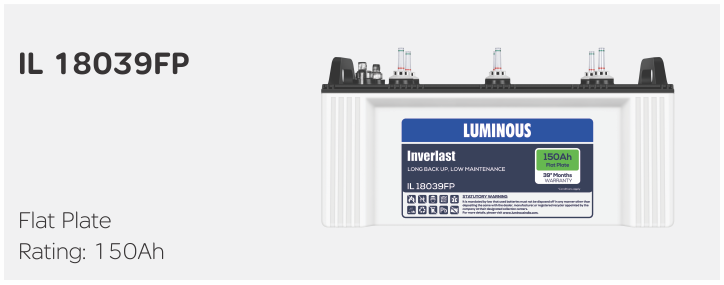 IL 18039FP
LUMINOUS
Inverlast
LONG BACK UP, LOW MAINTENANCE
150Ah
Flat Plate
39* Months
WARRANTY
IL 18039FP
STATUTORY WARNING
Flat Plate
Rating: 150Ah